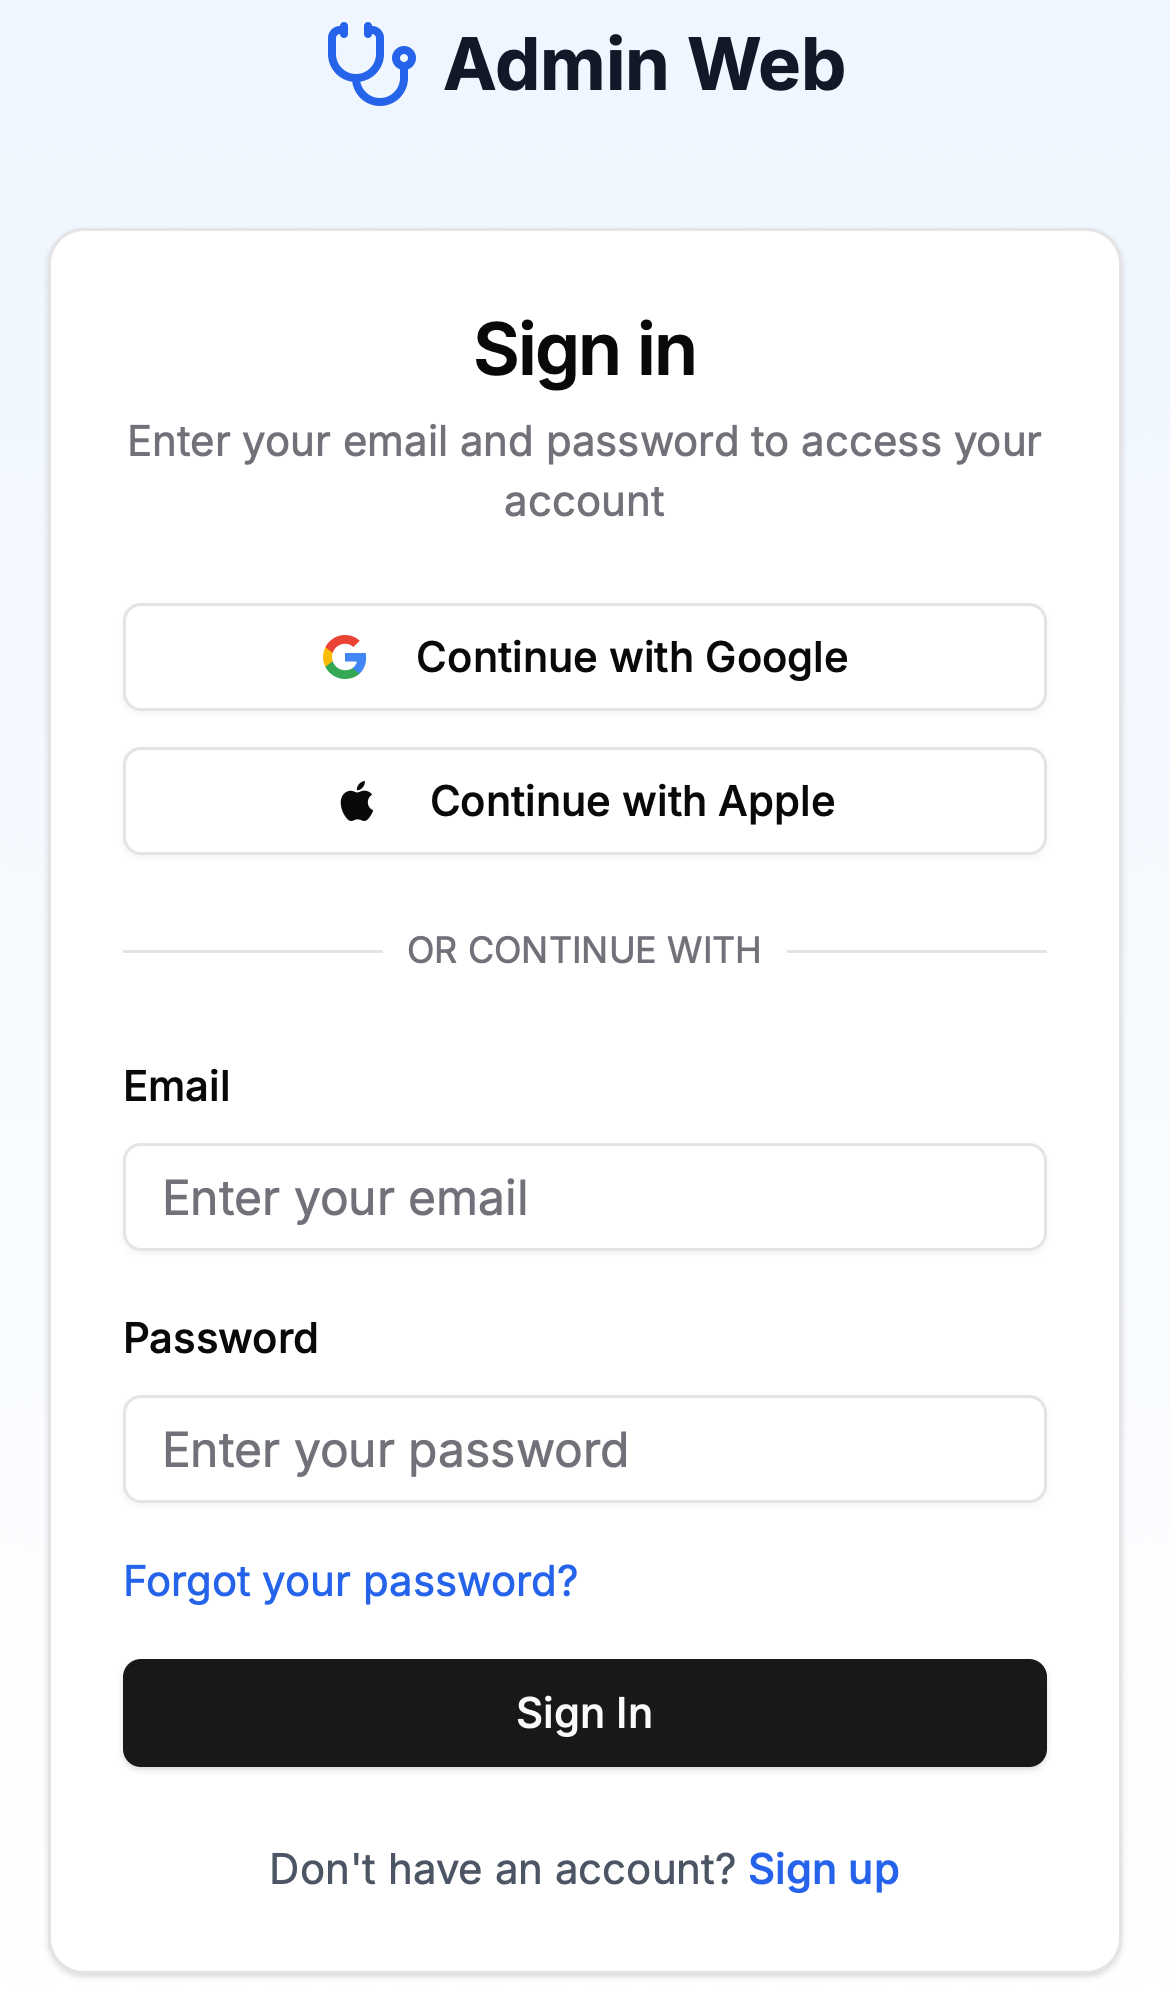 Admin Web
Sign in
Enter your email and password to access your
account
Continue with Google
Continue with Apple
OR CONTINUE WITH
Email
Enter your email
Password
Enter your password
Forgot your password?
Sign In
Don't have an account? Sign up